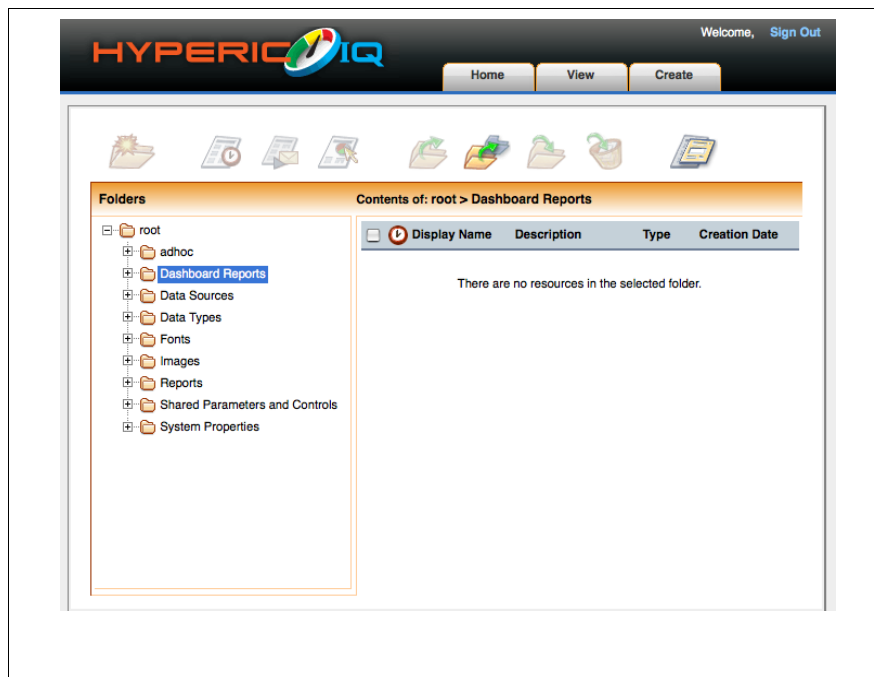 Welcome, Sign Out
HYPERIC IQ
Home View Create
Folders
Contents of: root > Dashboard Reports
root
adhoc
Dashboard Reports
Data Sources
Data Types
Fonts
Images
Reports
Shared Parameters and Controls
System Properties
Display Name Description Type Creation Date
There are no resources in the selected folder.